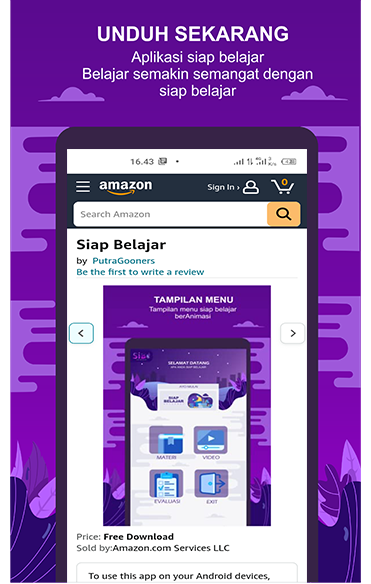 UNDUH SEKARANG
Aplikasi siap belajar
Belajar semakin semangat dengan
siap belajar
16.43
amazon
Sign In ›
0
Search Amazon
Siap Belajar
by PutraGooners
Be the first to write a review
TAMPILAN MENU
Tampilan menu siap belajar
berAnimasi
SELAMAT DATANG
SIAP
BELAJAR
MATERI
VIDEO
EVALUASI
EXIT
Price: Free Download
Sold by:Amazon.com Services LLC
To use this app on your Android devices,